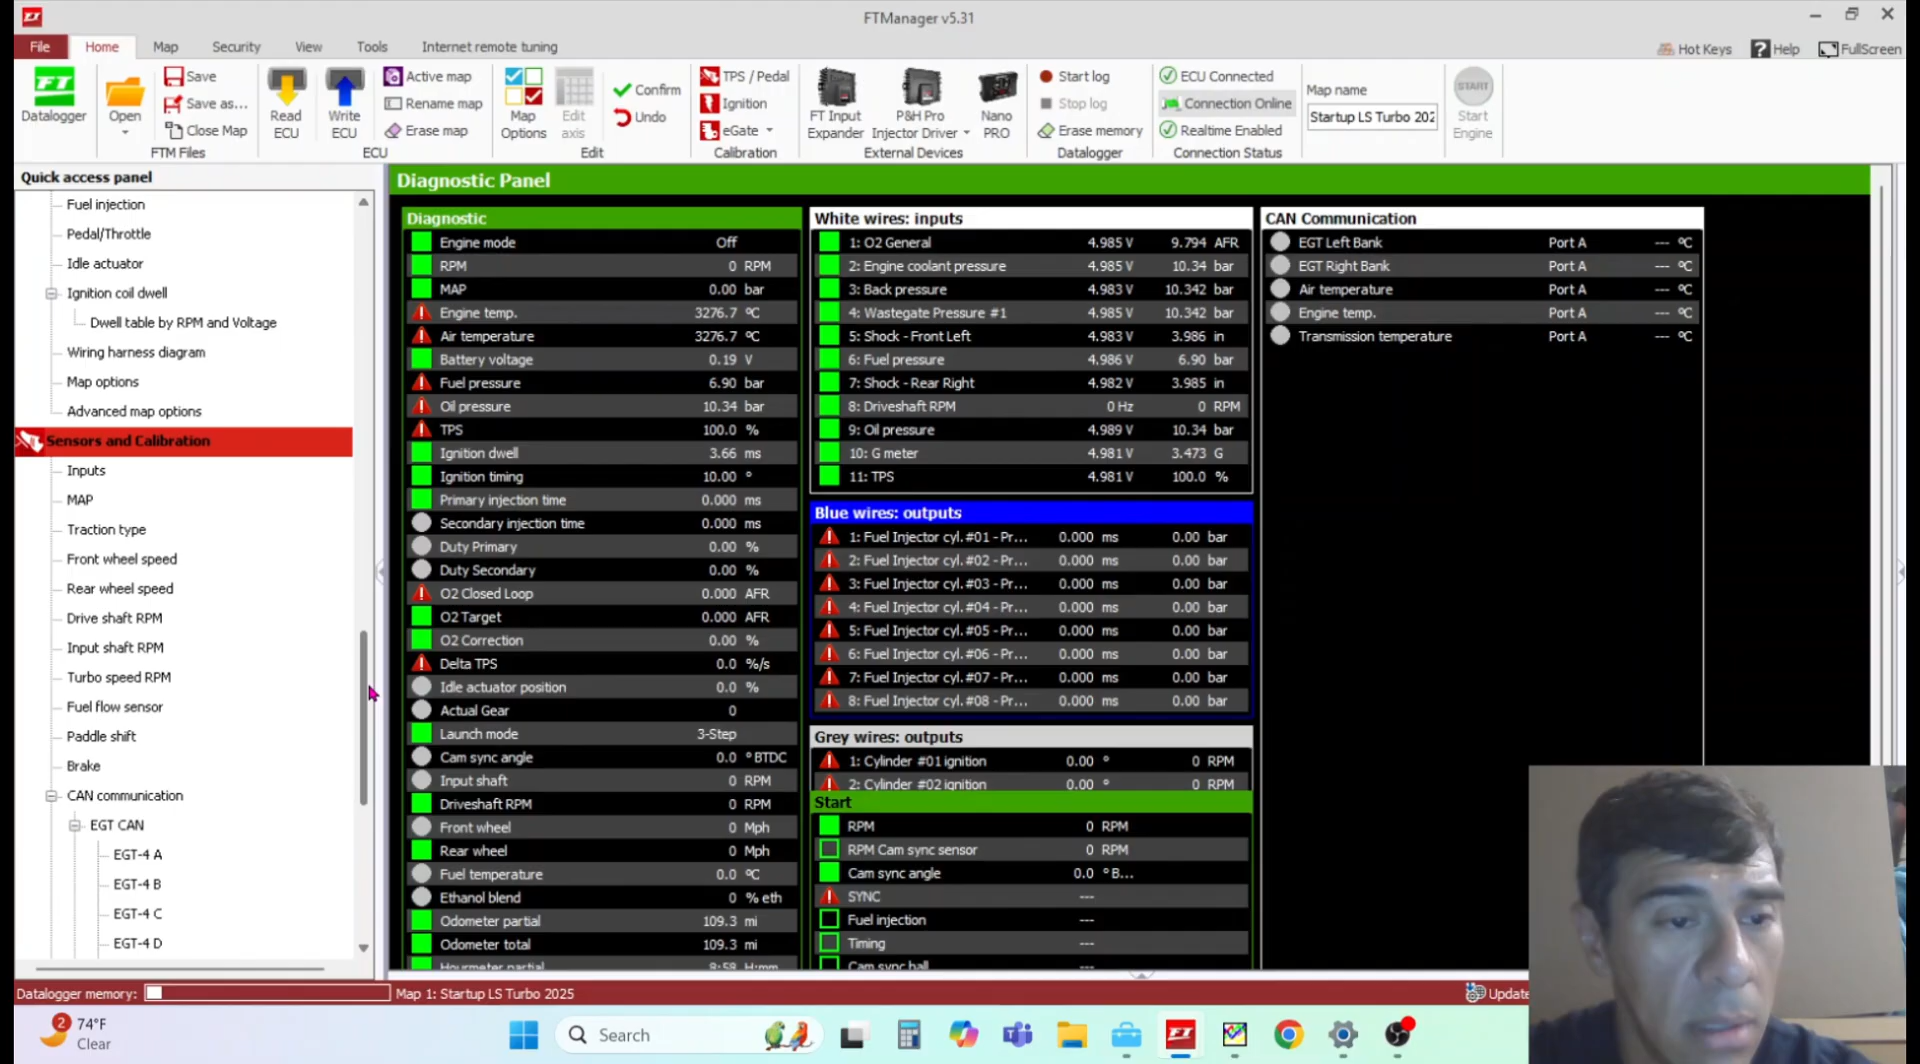 FTManager v5.31
File Home Map Security View Tools Internet remote tuning
Hot Keys ? Help FullScreen
FT Datalogger
Open
Save
Save as...
Close Map
FTM Files
Read ECU
Write ECU
Active map
Rename map
Erase map
ECU
Map Options
Edit axis
Confirm
Undo
Edit
TPS / Pedal
Ignition
eGate
Calibration
FT Input Expander
P&H Pro Injector Driver
Nano PRO
External Devices
Start log
Stop log
Erase memory
Datalogger
ECU Connected
Connection Online
Realtime Enabled
Connection Status
Map name
Startup LS Turbo 202
START
Start Engine
Quick access panel
Fuel injection
Pedal/Throttle
Idle actuator
Ignition coil dwell
Dwell table by RPM and Voltage
Wiring harness diagram
Map options
Advanced map options
Sensors and Calibration
Inputs
MAP
Traction type
Front wheel speed
Rear wheel speed
Drive shaft RPM
Input shaft RPM
Turbo speed RPM
Fuel flow sensor
Paddle shift
Brake
CAN communication
EGT CAN
EGT-4 A
EGT-4 B
EGT-4 C
EGT-4 D
Diagnostic Panel
Diagnostic
Engine mode Off
RPM 0 RPM
MAP 0.00 bar
Engine temp. 3276.7 ºC
Air temperature 3276.7 ºC
Battery voltage 0.19 V
Fuel pressure 6.90 bar
Oil pressure 10.34 bar
TPS 100.0 %
Ignition dwell 3.66 ms
Ignition timing 10.00 º
Primary injection time 0.000 ms
Secondary injection time 0.000 ms
Duty Primary 0.00 %
Duty Secondary 0.00 %
O2 Closed Loop 0.000 AFR
O2 Target 0.000 AFR
O2 Correction 0.00 %
Delta TPS 0.0 %/s
Idle actuator position 0.0 %
Actual Gear 0
Launch mode 3-Step
Cam sync angle 0.0 º BTDC
Input shaft 0 RPM
Driveshaft RPM 0 RPM
Front wheel 0 Mph
Rear wheel 0 Mph
Fuel temperature 0.0 ºC
Ethanol blend 0 % eth
Odometer partial 109.3 mi
Odometer total 109.3 mi
Hourmeter partial 8:58 H:mm
White wires: inputs
1: O2 General 4.985 V 9.794 AFR
2: Engine coolant pressure 4.985 V 10.34 bar
3: Back pressure 4.983 V 10.342 bar
4: Wastegate Pressure #1 4.985 V 10.342 bar
5: Shock - Front Left 4.983 V 3.986 in
6: Fuel pressure 4.986 V 6.90 bar
7: Shock - Rear Right 4.982 V 3.985 in
8: Driveshaft RPM 0 Hz 0 RPM
9: Oil pressure 4.989 V 10.34 bar
10: G meter 4.981 V 3.473 G
11: TPS 4.981 V 100.0 %
Blue wires: outputs
1: Fuel Injector cyl. #01 - Pr... 0.000 ms 0.00 bar
2: Fuel Injector cyl. #02 - Pr... 0.000 ms 0.00 bar
3: Fuel Injector cyl. #03 - Pr... 0.000 ms 0.00 bar
4: Fuel Injector cyl. #04 - Pr... 0.000 ms 0.00 bar
5: Fuel Injector cyl. #05 - Pr... 0.000 ms 0.00 bar
6: Fuel Injector cyl. #06 - Pr... 0.000 ms 0.00 bar
7: Fuel Injector cyl. #07 - Pr... 0.000 ms 0.00 bar
8: Fuel Injector cyl. #08 - Pr... 0.000 ms 0.00 bar
Grey wires: outputs
1: Cylinder #01 ignition 0.00 º 0 RPM
2: Cylinder #02 ignition 0.00 º 0 RPM
Start
RPM 0 RPM
RPM Cam sync sensor 0 RPM
Cam sync angle 0.0 º B...
SYNC ---
Fuel injection ---
Timing ---
Cam sync hall
CAN Communication
EGT Left Bank Port A --- ºC
EGT Right Bank Port A --- ºC
Air temperature Port A --- ºC
Engine temp. Port A --- ºC
Transmission temperature Port A --- ºC
Datalogger memory:
Map 1: Startup LS Turbo 2025
Update
2
74°F
Clear
Search
FT